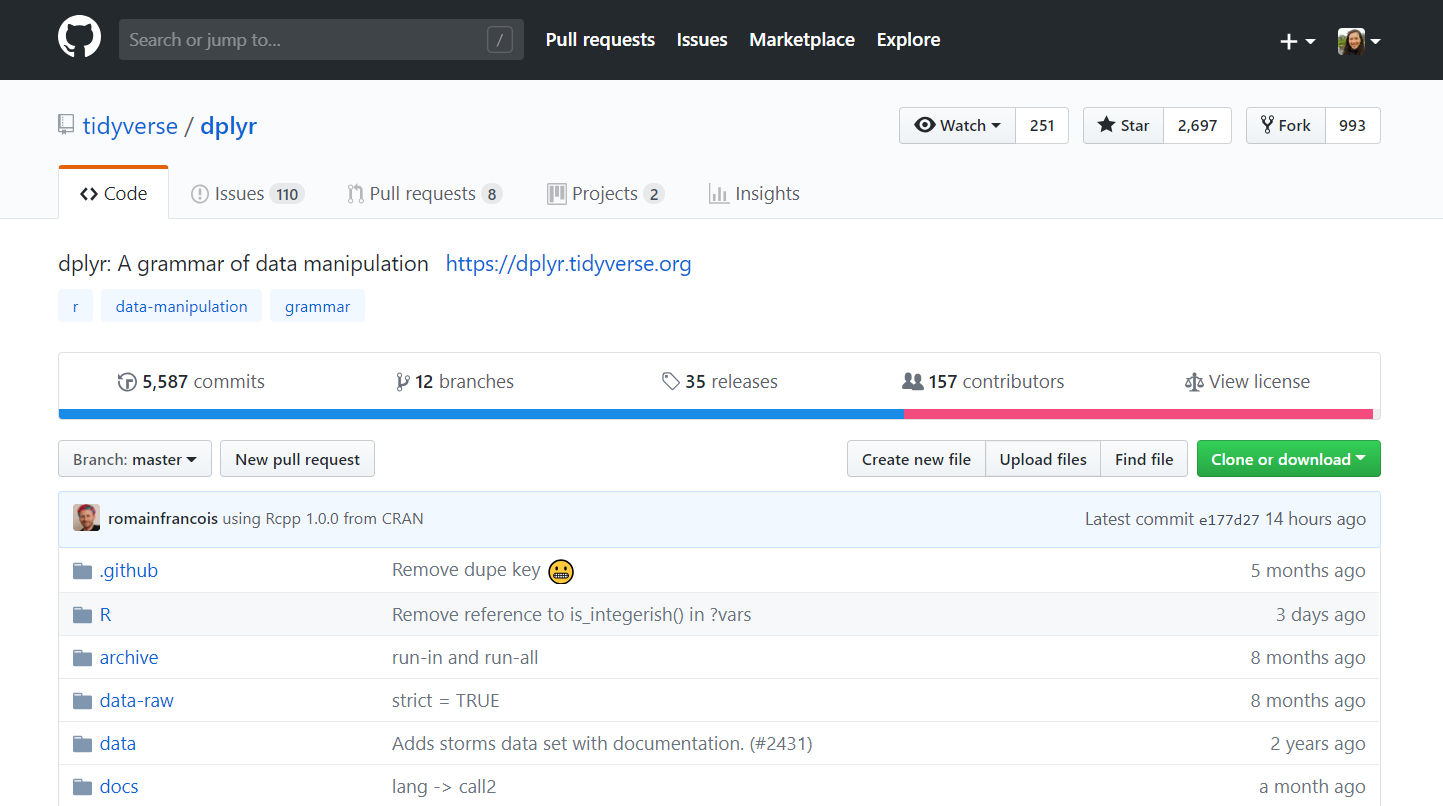 Search or jump to... / Pull requests Issues Marketplace Explore
tidyverse / dplyr Watch 251 Star 2,697 Fork 993
Code Issues 110 Pull requests 8 Projects 2 Insights
dplyr: A grammar of data manipulation https://dplyr.tidyverse.org
r data-manipulation grammar
5,587 commits 12 branches 35 releases 157 contributors View license
Branch: master New pull request Create new file Upload files Find file Clone or download
romainfrancois using Rcpp 1.0.0 from CRAN Latest commit e177d27 14 hours ago
.github Remove dupe key 😬 5 months ago
R Remove reference to is_integerish() in ?vars 3 days ago
archive run-in and run-all 8 months ago
data-raw strict = TRUE 8 months ago
data Adds storms data set with documentation. (#2431) 2 years ago
docs lang -> call2 a month ago